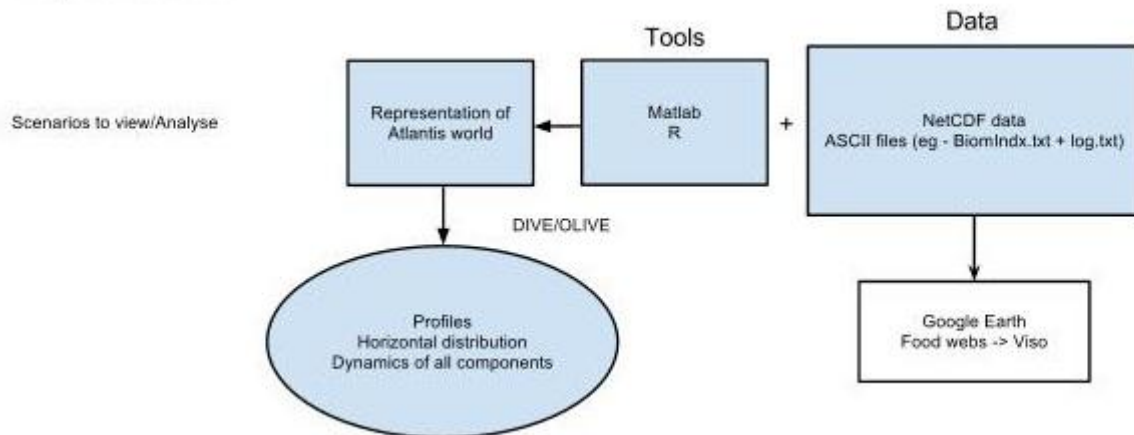 Tools
Data
Scenarios to view/Analyse
Representation of
Atlantis world
Matlab
R
+
NetCDF data
ASCII files (eg - BiomIndx.txt + log.txt)
DIVE/OLIVE
Profiles
Horizontal distribution
Dynamics of all components
Google Earth
Food webs -> Viso